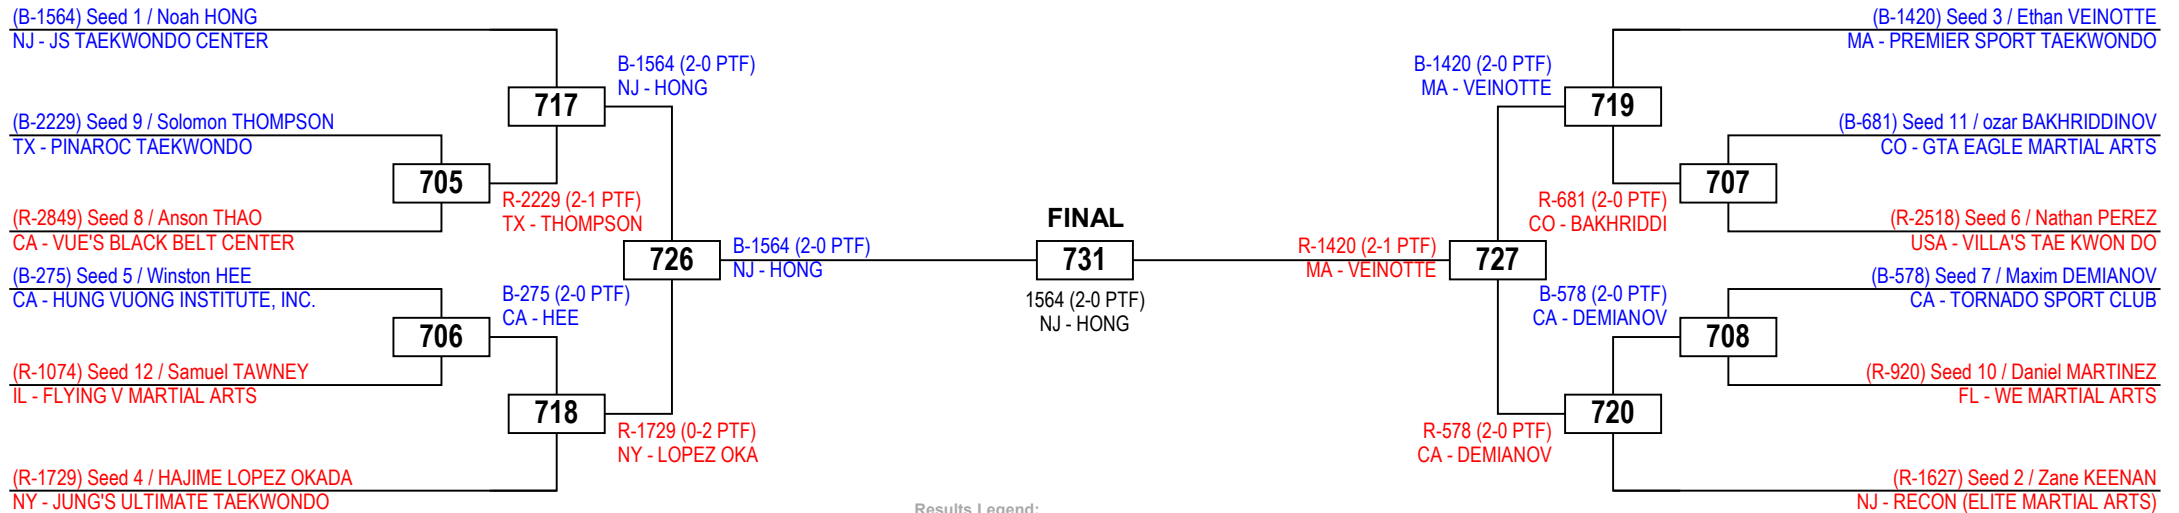 (B-1564) Seed 1 / Noah HONG
NJ - JS TAEKWONDO CENTER
B-1564 (2-0 PTF)
NJ - HONG
717
(B-2229) Seed 9 / Solomon THOMPSON
TX - PINAROC TAEKWONDO
705
R-2229 (2-1 PTF)
TX - THOMPSON
(R-2849) Seed 8 / Anson THAO
CA - VUE'S BLACK BELT CENTER
726
B-1564 (2-0 PTF)
NJ - HONG
(B-275) Seed 5 / Winston HEE
CA - HUNG VUONG INSTITUTE, INC.
B-275 (2-0 PTF)
CA - HEE
706
(R-1074) Seed 12 / Samuel TAWNEY
IL - FLYING V MARTIAL ARTS
718
R-1729 (0-2 PTF)
NY - LOPEZ OKA
(R-1729) Seed 4 / HAJIME LOPEZ OKADA
NY - JUNG'S ULTIMATE TAEKWONDO
FINAL
731
1564 (2-0 PTF)
NJ - HONG
Results Legend:
(B-1420) Seed 3 / Ethan VEINOTTE
MA - PREMIER SPORT TAEKWONDO
B-1420 (2-0 PTF)
MA - VEINOTTE
719
(B-681) Seed 11 / ozar BAKHRIDDINOV
CO - GTA EAGLE MARTIAL ARTS
707
R-681 (2-0 PTF)
CO - BAKHRIDDI
(R-2518) Seed 6 / Nathan PEREZ
USA - VILLA'S TAE KWON DO
R-1420 (2-1 PTF)
MA - VEINOTTE
727
(B-578) Seed 7 / Maxim DEMIANOV
CA - TORNADO SPORT CLUB
B-578 (2-0 PTF)
CA - DEMIANOV
708
(R-920) Seed 10 / Daniel MARTINEZ
FL - WE MARTIAL ARTS
720
R-578 (2-0 PTF)
CA - DEMIANOV
(R-1627) Seed 2 / Zane KEENAN
NJ - RECON (ELITE MARTIAL ARTS)